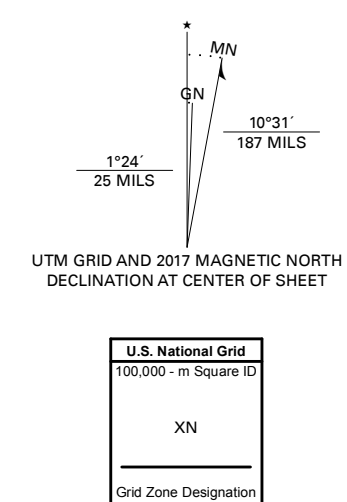 ★
MN
GN
10°31´
187 MILS
1°24´
25 MILS
UTM GRID AND 2017 MAGNETIC NORTH
DECLINATION AT CENTER OF SHEET
U.S. National Grid
100,000 - m Square ID
XN
Grid Zone Designation